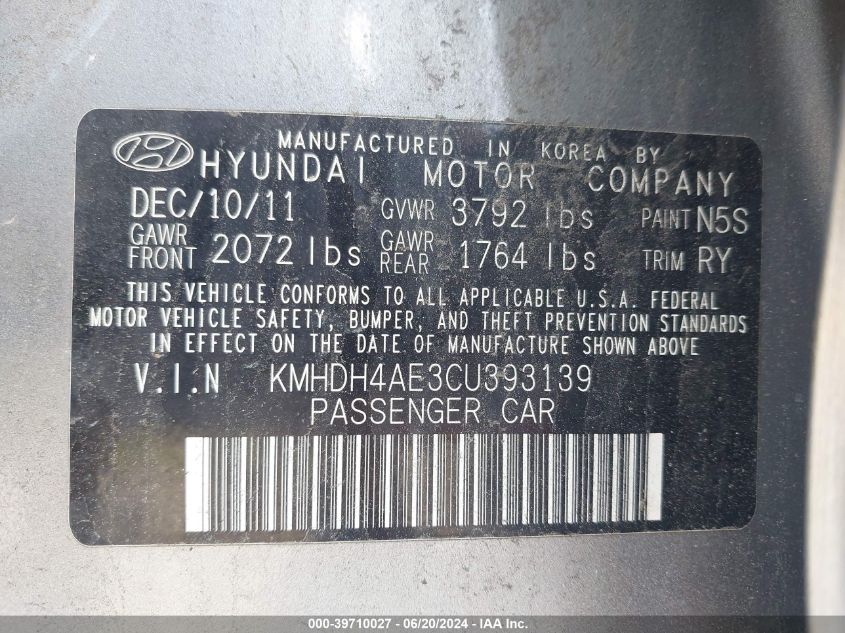 MANUFACTURED IN KOREA BY
HYUNDAI MOTOR COMPANY
DEC/10/11 GVWR 3792 lbs PAINT N5S
GAWR FRONT 2072 lbs GAWR REAR 1764 lbs TRIM RY
THIS VEHICLE CONFORMS TO ALL APPLICABLE U.S.A. FEDERAL
MOTOR VEHICLE SAFETY, BUMPER, AND THEFT PREVENTION STANDARDS
IN EFFECT ON THE DATE OF MANUFACTURE SHOWN ABOVE
V.I.N KMHDH4AE3CU393139
PASSENGER CAR
000-39710027 - 06/20/2024 - IAA Inc.